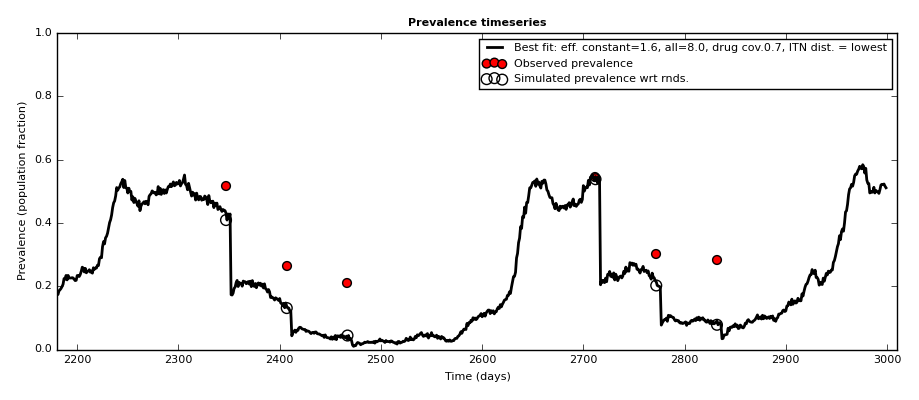 Prevalence timeseries
1.0
0.8
0.6
0.4
0.2
0.0
Prevalence (population fraction)
Best fit: eff. constant=1.6, all=8.0, drug cov.0.7, ITN dist. = lowest
Observed prevalence
Simulated prevalence wrt rnds.
2200 2300 2400 2500 2600 2700 2800 2900 3000
Time (days)